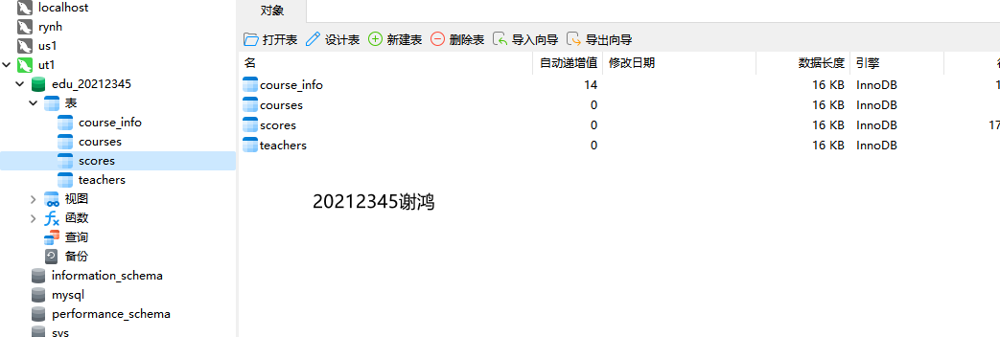 localhost
rynh
us1
ut1
edu_20212345
表
course_info
courses
scores
teachers
视图
函数
查询
备份
information_schema
mysql
performance_schema
sys
对象
打开表 设计表 新建表 删除表 导入向导 导出向导
名 自动递增值 修改日期 数据长度 引擎
course_info 14 16 KB InnoDB 1
courses 0 16 KB InnoDB
scores 0 16 KB InnoDB 17
teachers 0 16 KB InnoDB
20212345谢鸿